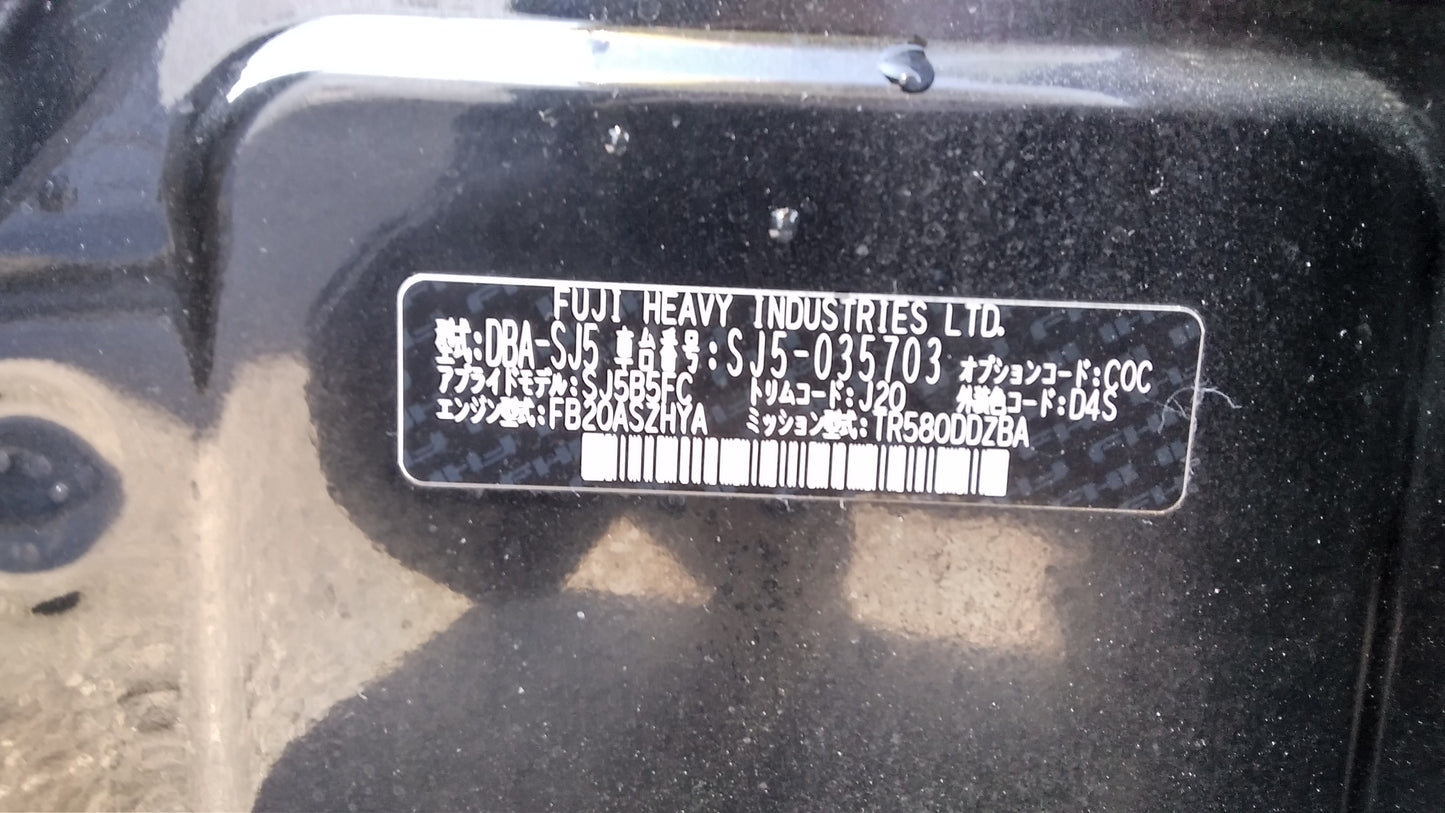 FUJI HEAVY INDUSTRIES LTD.
型式:DBA-SJ5 車台番号:SJ5-035703 オプションコード:COC
アプライドモデル:SJ5B5FC トリムコード:J20 外装色コード:D4S
エンジン型式:FB20ASZHYA ミッション型式:TR580DDZBA